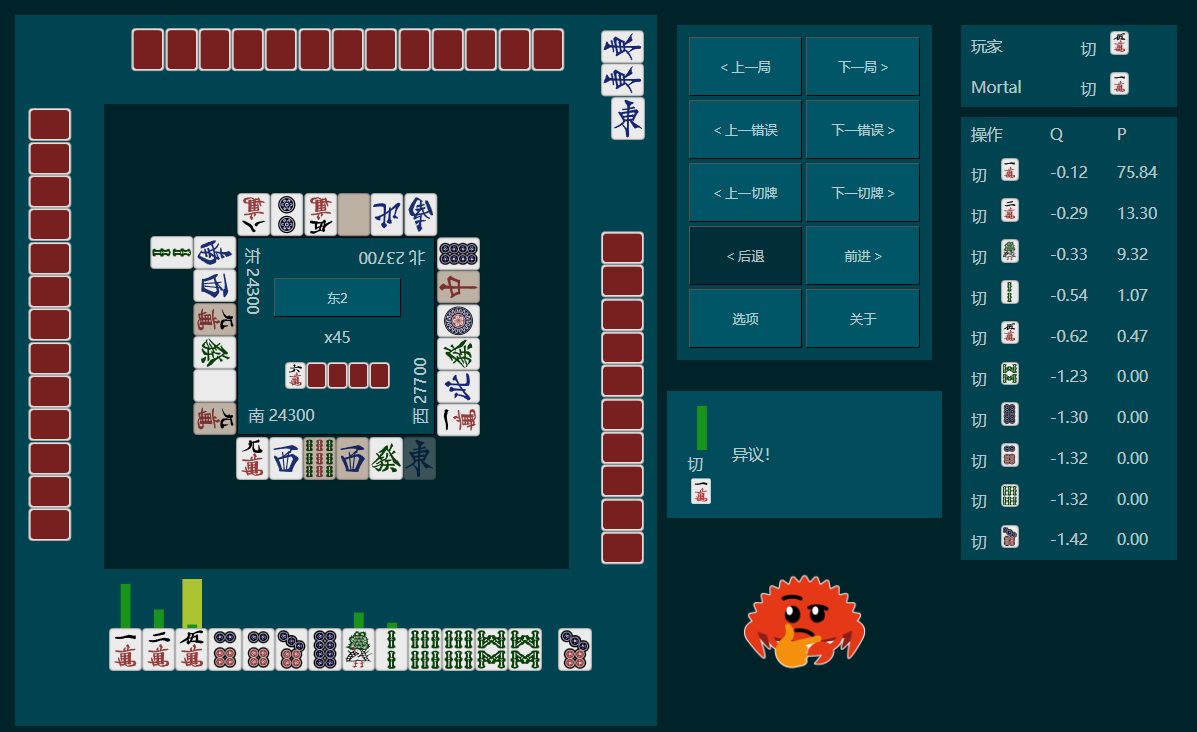 < 上一局
下一局 >
< 上一错误
下一错误 >
< 上一切牌
下一切牌 >
< 后退
前进 >
选项
关于
玩家 切
Mortal 切
操作 Q P
切 -0.12 75.84
切 -0.29 13.30
切 -0.33 9.32
切 -0.54 1.07
切 -0.62 0.47
切 -1.23 0.00
切 -1.30 0.00
切 -1.32 0.00
切 -1.32 0.00
切 -1.42 0.00
切
异议!
北 23700
东 24300
东2
x45
西 27700
南 24300